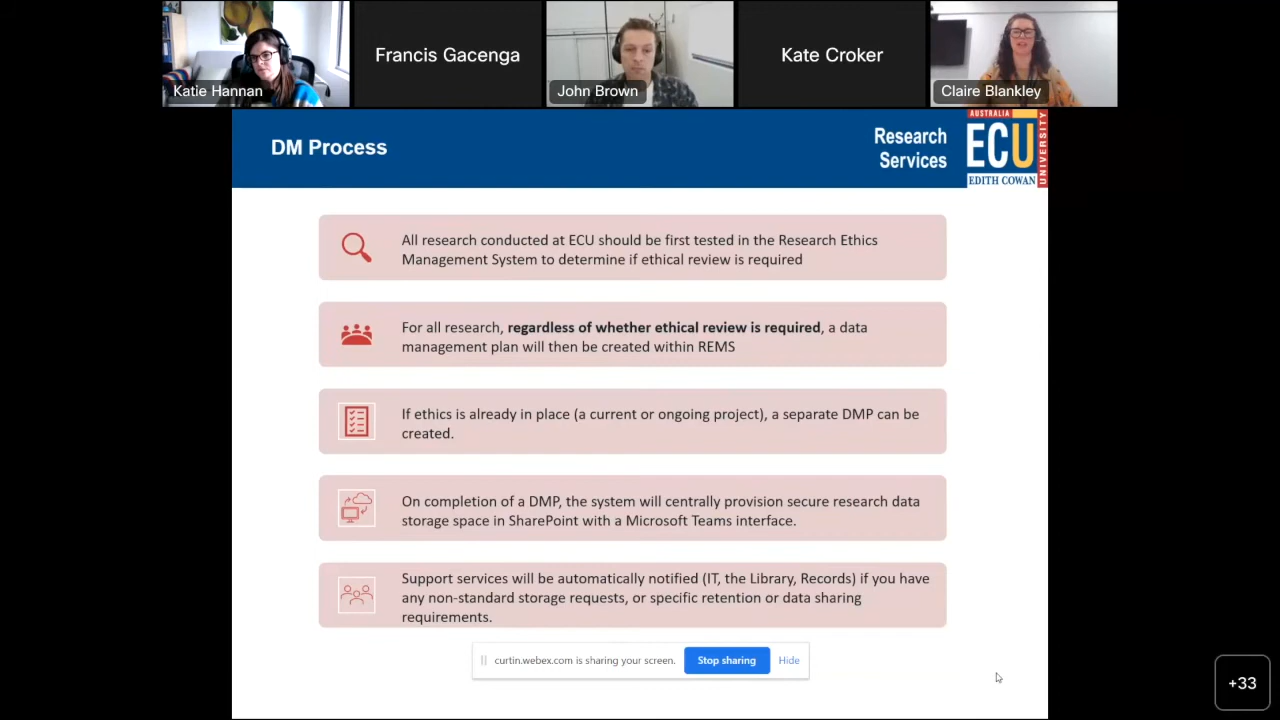 Katie Hannan
Francis Gacenga
John Brown
Kate Croker
Claire Blankley
DM Process
Research
Services
AUSTRALIA
ECU
EDITH COWAN
UNIVERSITY
All research conducted at ECU should be first tested in the Research Ethics
Management System to determine if ethical review is required
For all research, regardless of whether ethical review is required, a data
management plan will then be created within REMS
If ethics is already in place (a current or ongoing project), a separate DMP can be
created.
On completion of a DMP, the system will centrally provision secure research data
storage space in SharePoint with a Microsoft Teams interface.
Support services will be automatically notified (IT, the Library, Records) if you have
any non-standard storage requests, or specific retention or data sharing
requirements.
curtin.webex.com is sharing your screen.
Stop sharing
Hide
+33